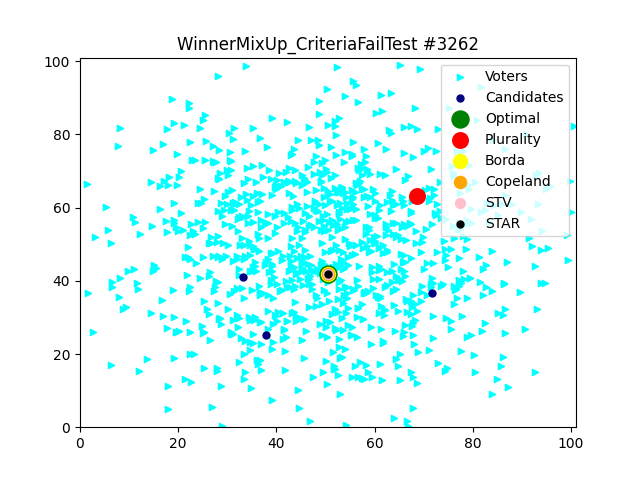 WinnerMixUp_CriteriaFailTest #3262
100
80
60
40
20
0
0 20 40 60 80 100
Voters
Candidates
Optimal
Plurality
Borda
Copeland
STV
STAR